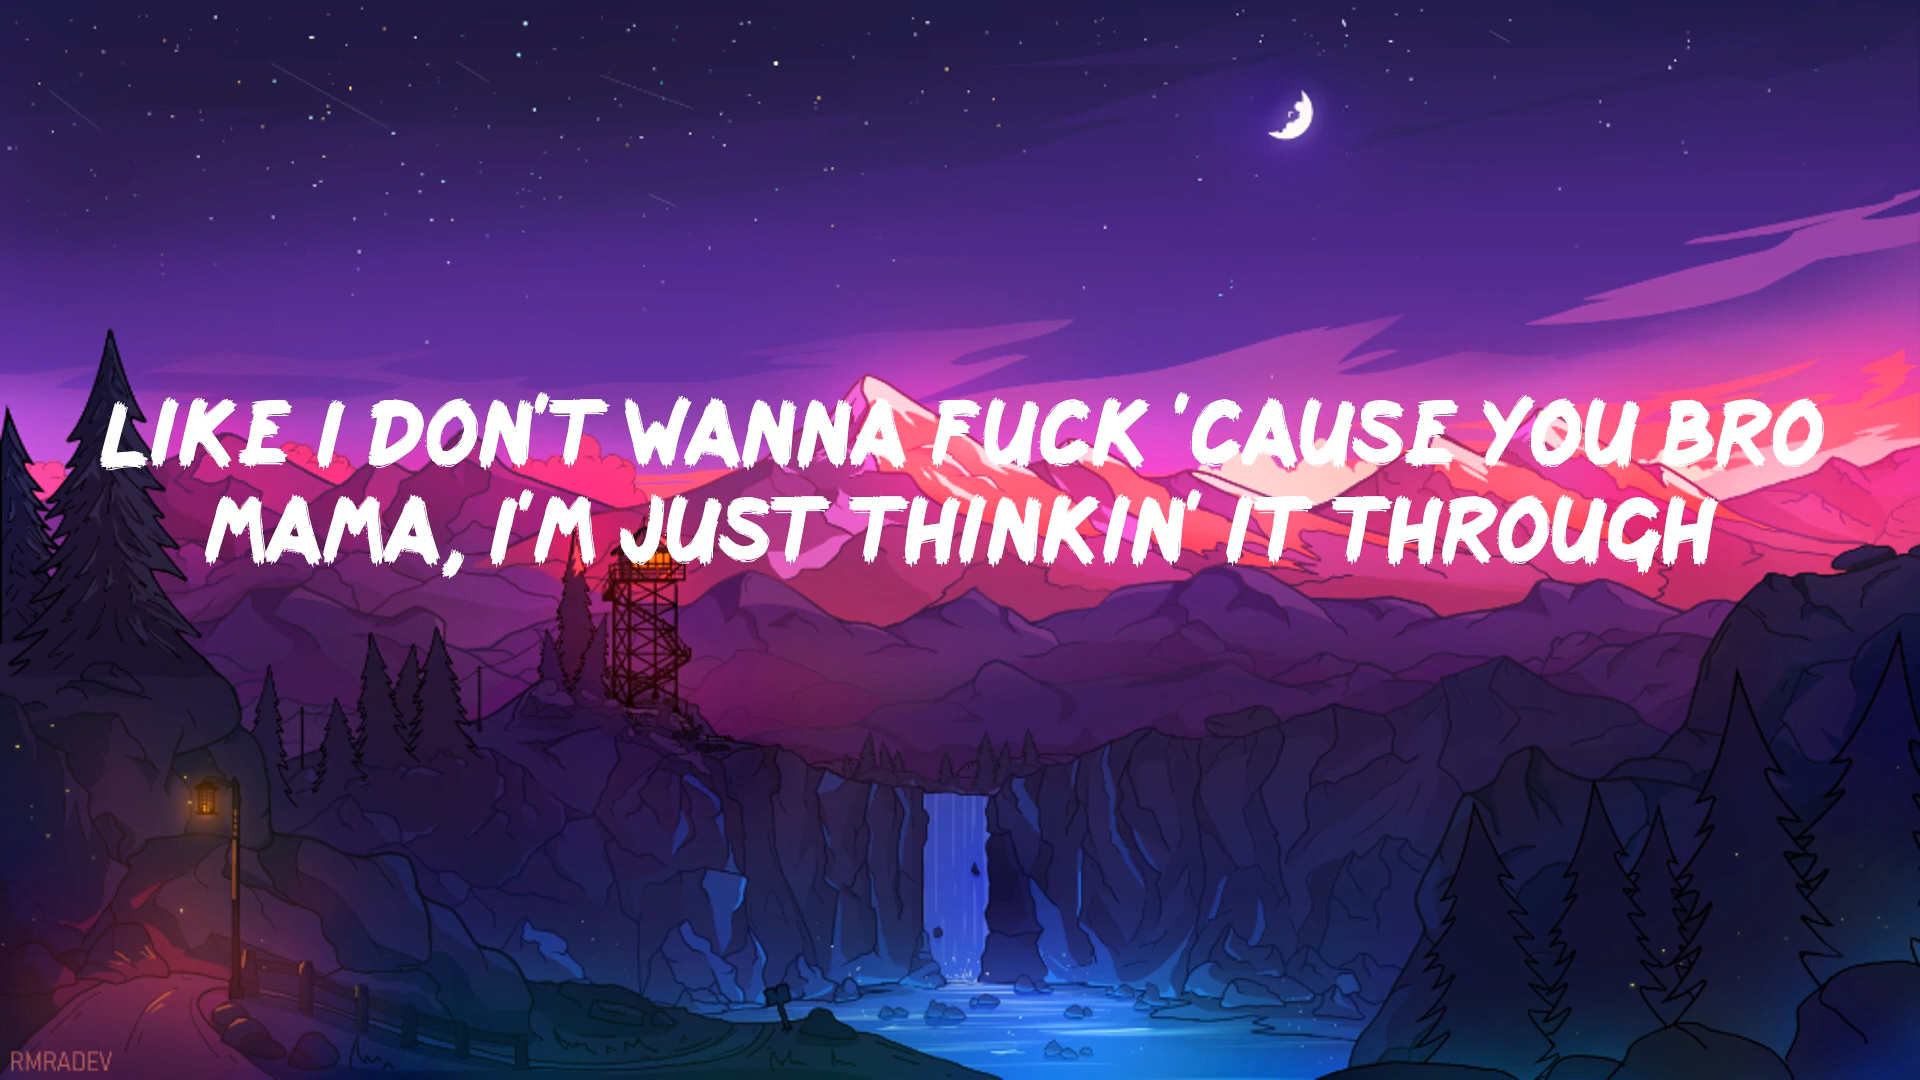 LIKE I DON'T WANNA FUCK 'CAUSE YOU BRO
MAMA, I'M JUST THINKIN' IT THROUGH
RMRADEV